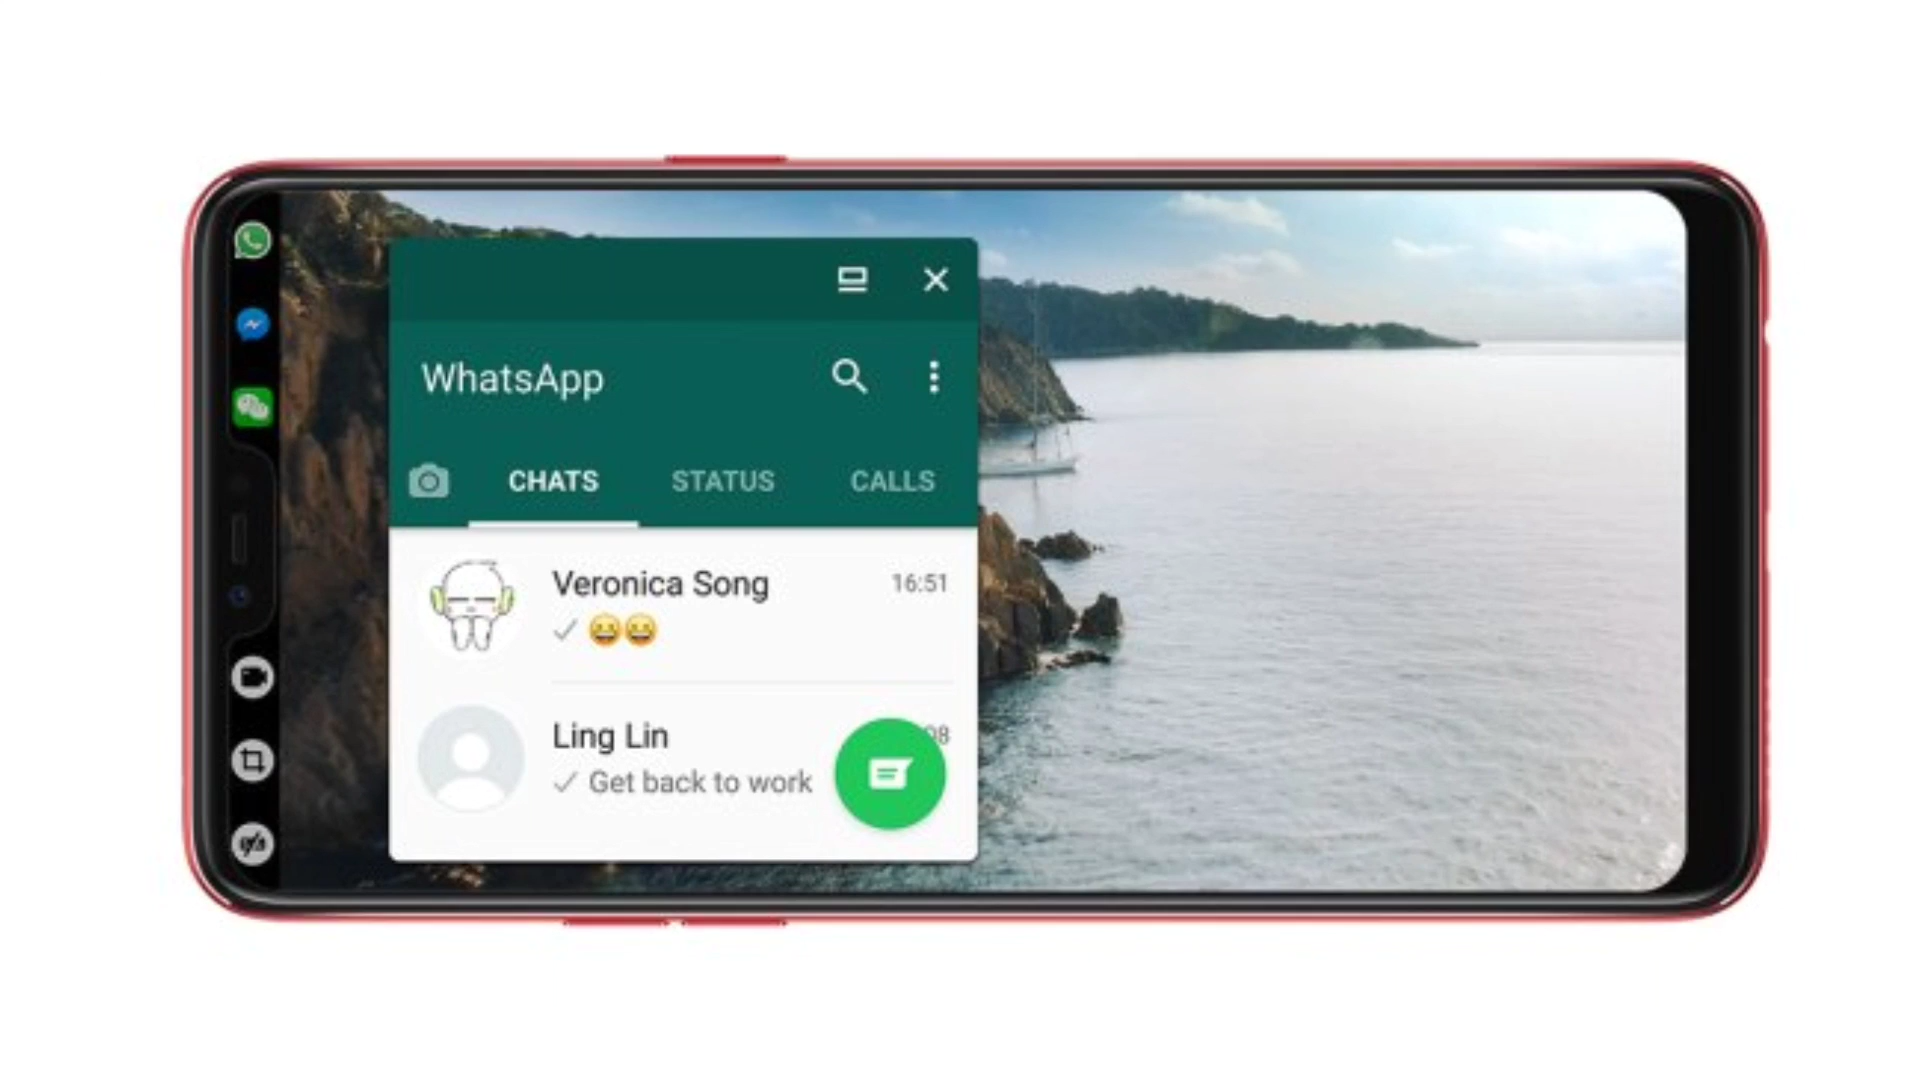 WhatsApp
CHATS STATUS CALLS
Veronica Song 16:51
😀😀
Ling Lin
Get back to work